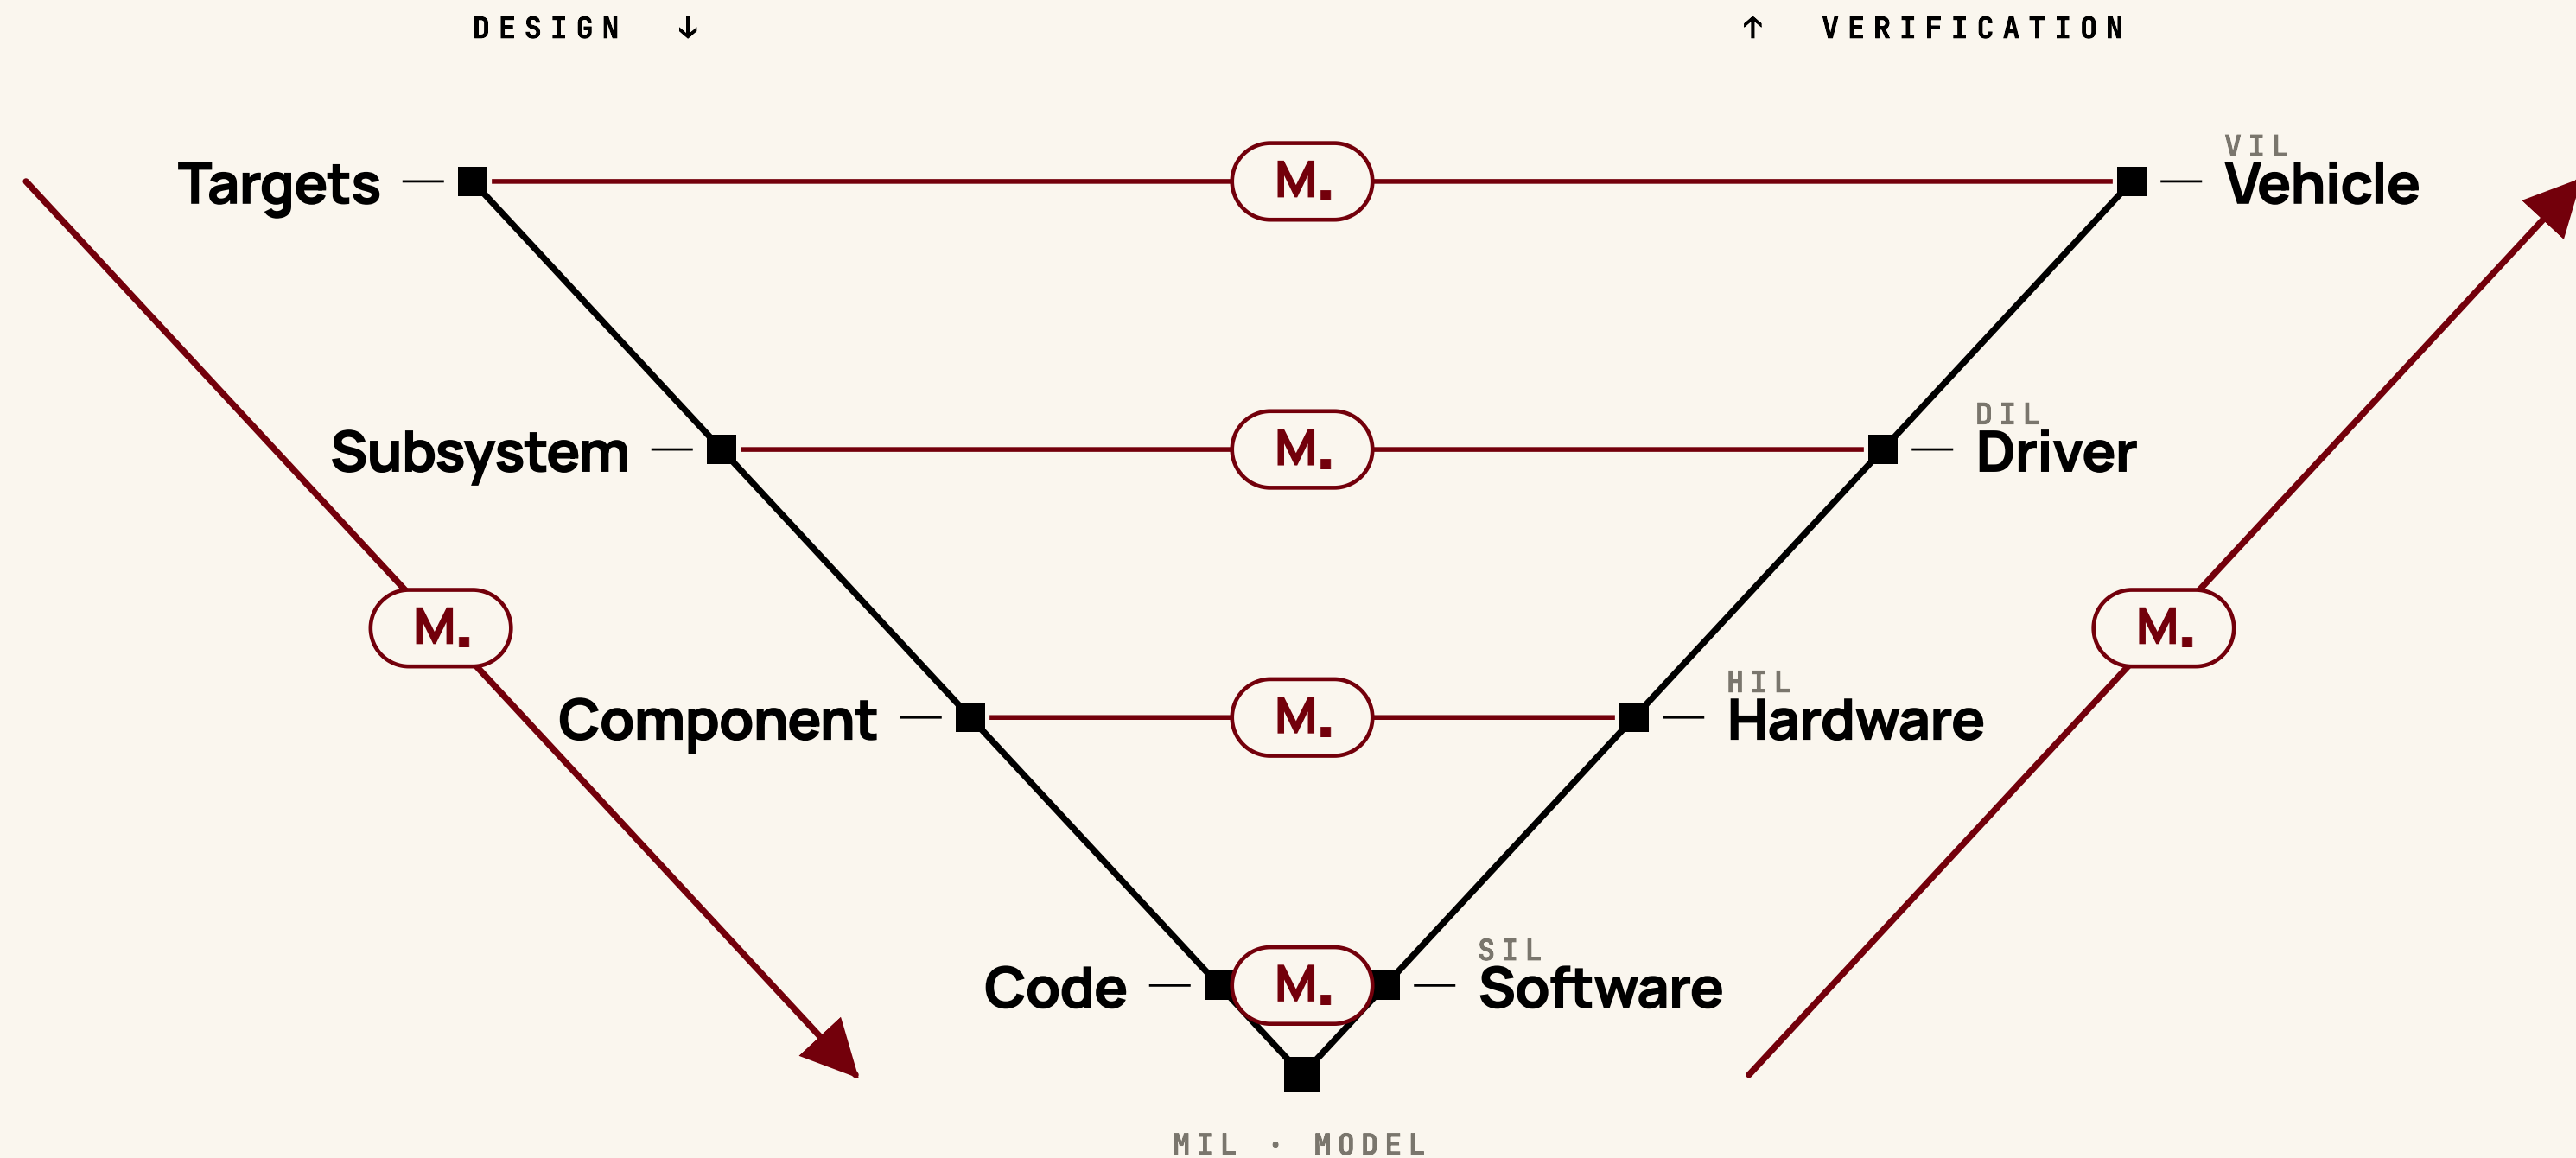 DESIGN ↓
↑ VERIFICATION
VIL
Targets
M.
Vehicle
DIL
Subsystem
M.
Driver
M.
M.
HIL
Component
M.
Hardware
SIL
Code
M.
Software
MIL · MODEL